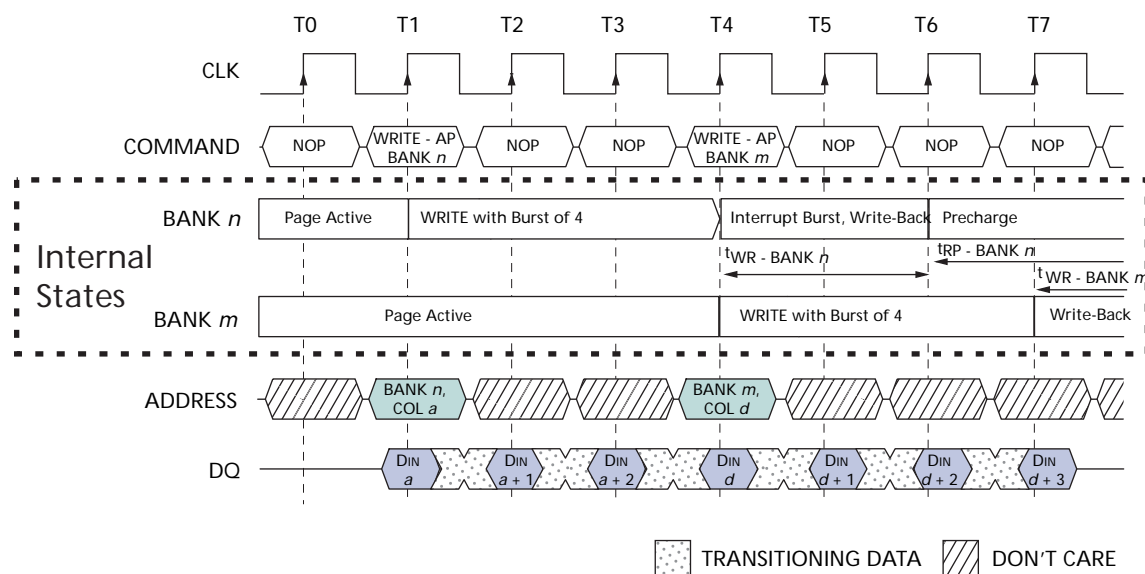 T0 T1 T2 T3 T4 T5 T6 T7
CLK
COMMAND NOP WRITE - AP BANK n NOP NOP WRITE - AP BANK m NOP NOP NOP
Internal States
BANK n Page Active WRITE with Burst of 4 Interrupt Burst, Write-Back Precharge
tWR - BANK n tRP - BANK n
tWR - BANK m
BANK m Page Active WRITE with Burst of 4 Write-Back
ADDRESS BANK n, COL a BANK m, COL d
DQ DIN a DIN a + 1 DIN a + 2 DIN d DIN d + 1 DIN d + 2 DIN d + 3
TRANSITIONING DATA DON'T CARE